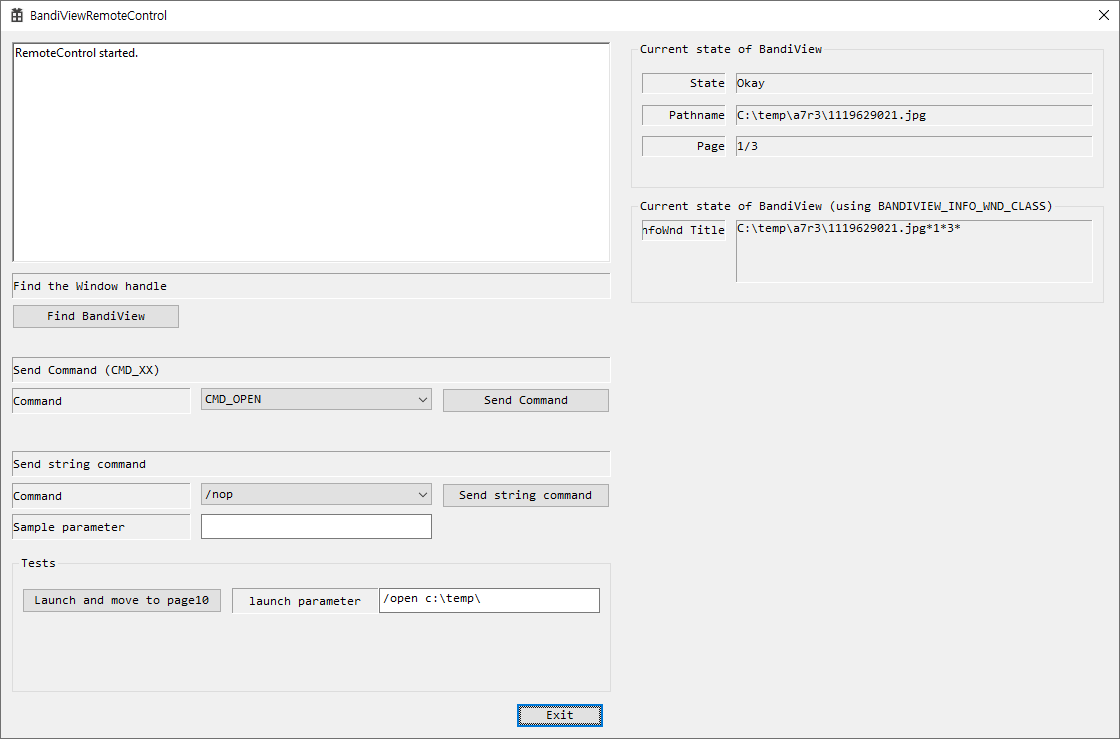 BandiViewRemoteControl
RemoteControl started.
Find the Window handle
Find BandiView
Send Command (CMD_XX)
Command
CMD_OPEN
Send Command
Send string command
Command
/nop
Send string command
Sample parameter
Tests
Launch and move to page10
launch parameter
/open c:\temp\
Exit
Current state of BandiView
State
Okay
Pathname
C:\temp\a7r3\1119629021.jpg
Page
1/3
Current state of BandiView (using BANDIVIEW_INFO_WND_CLASS)
nfoWnd Title
C:\temp\a7r3\1119629021.jpg*1*3*